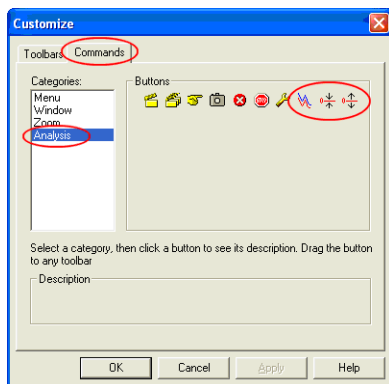 Customize
Toolbars Commands
Categories: Buttons
Menu
Window
Zoom
Analysis
Select a category, then click a button to see its description. Drag the button
to any toolbar
Description
OK Cancel Apply Help